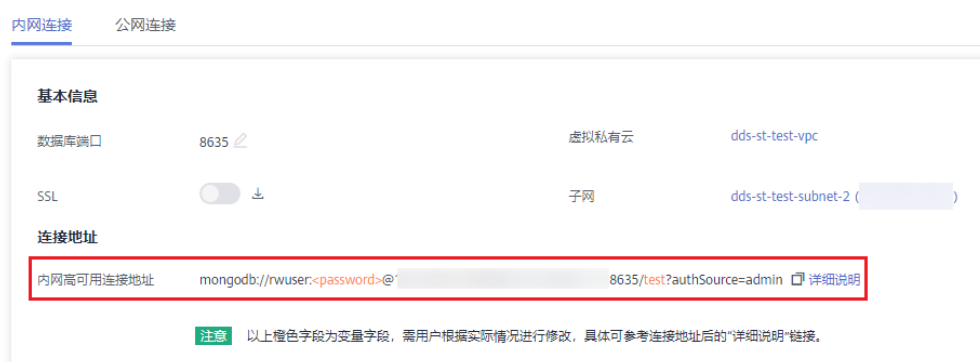 内网连接 公网连接
基本信息
数据库端口 8635 虚拟私有云 dds-st-test-vpc
SSL 子网 dds-st-test-subnet-2 ( )
连接地址
内网高可用连接地址 mongodb://rwuser:<password>@ 8635/test?authSource=admin 详细说明
注意 以上橙色字段为变量字段，需用户根据实际情况进行修改，具体可参考连接地址后的“详细说明”链接。